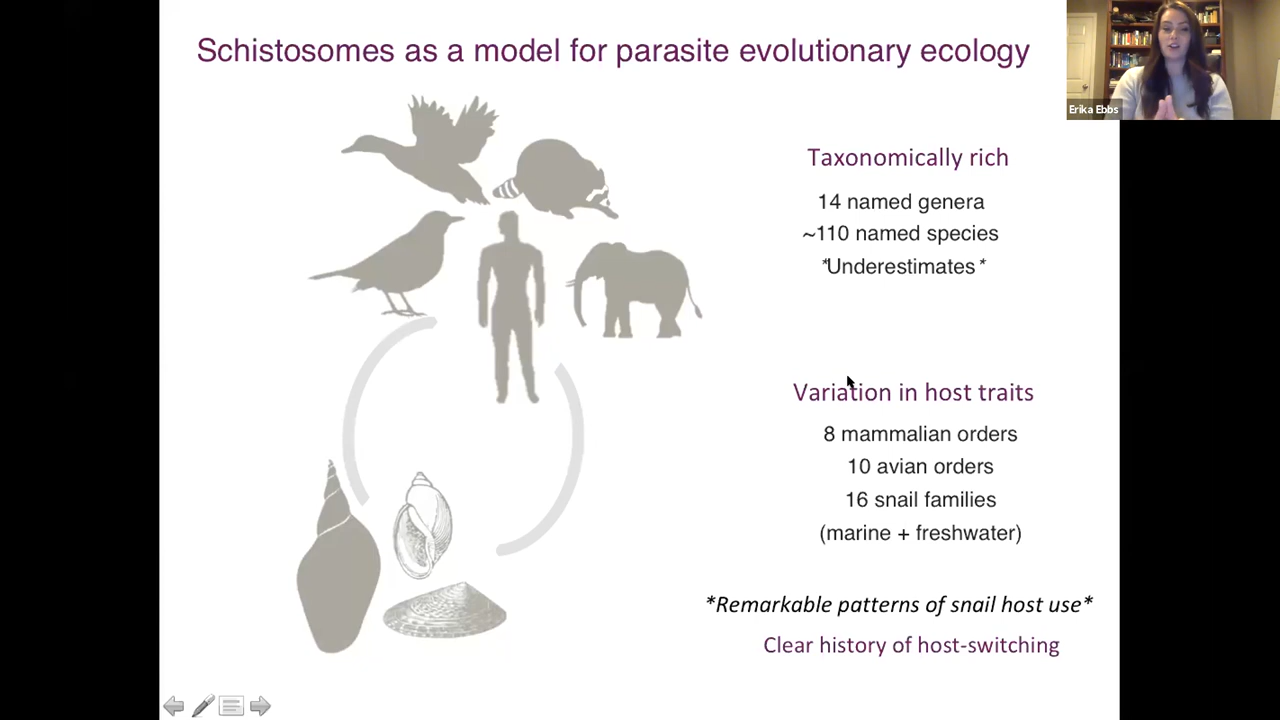 Schistosomes as a model for parasite evolutionary ecology
Erika Ebbs
Taxonomically rich
14 named genera
~110 named species
*Underestimates*
Variation in host traits
8 mammalian orders
10 avian orders
16 snail families
(marine + freshwater)
*Remarkable patterns of snail host use*
Clear history of host-switching